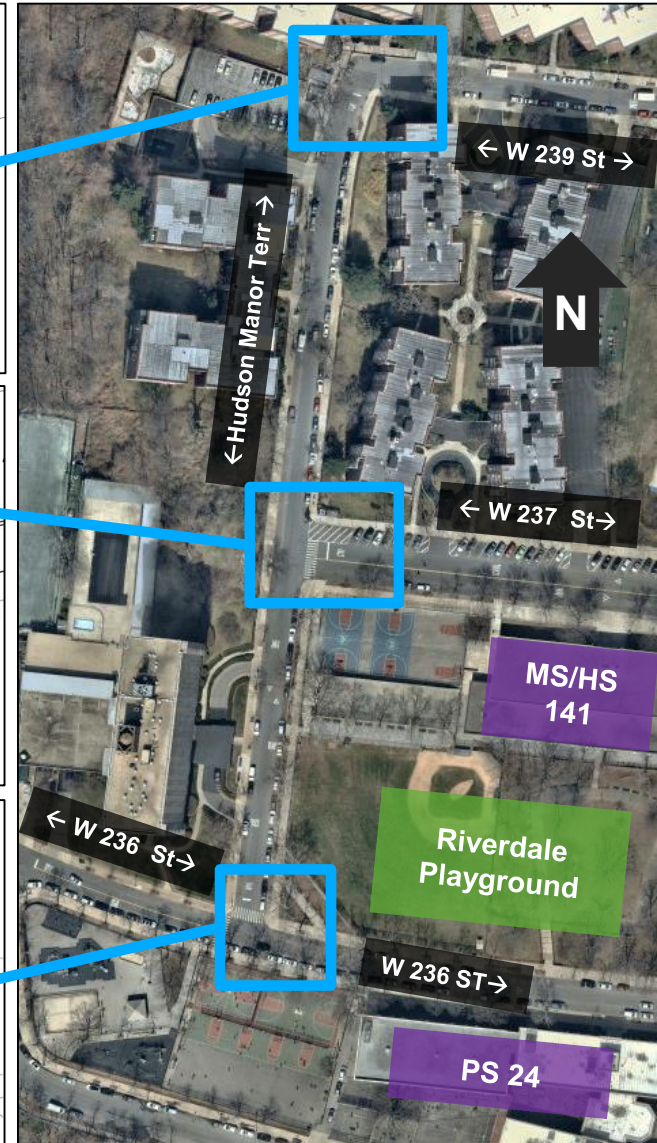 ← W 239 St →
←Hudson Manor Terr →
N
← W 237 St→
MS/HS
141
← W 236 St→
Riverdale
Playground
W 236 ST→
PS 24